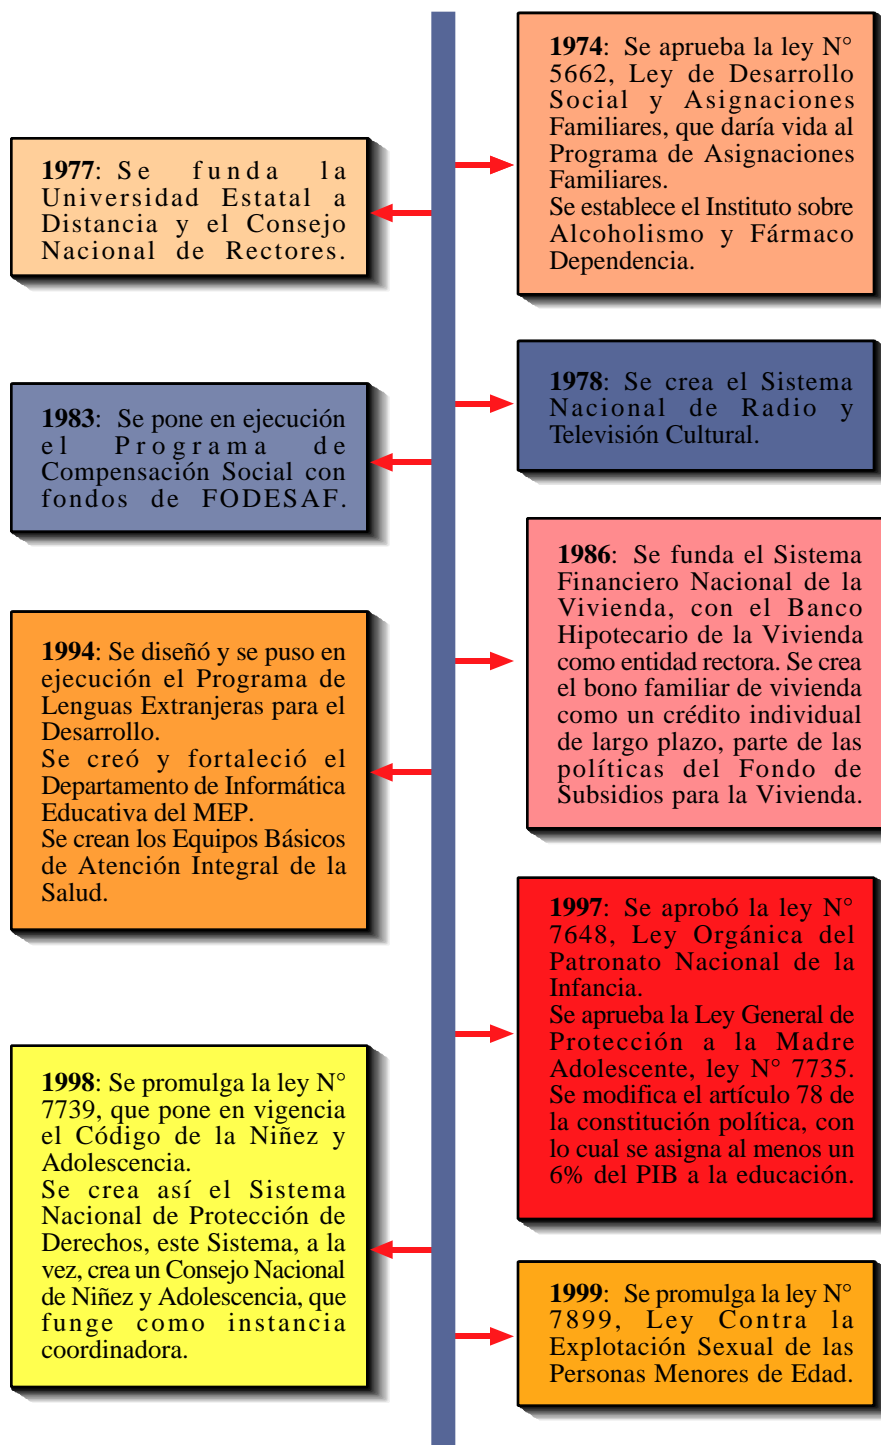 1974: Se aprueba la ley N°
5662, Ley de Desarrollo
Social y Asignaciones
Familiares, que daría vida al
Programa de Asignaciones
Familiares.
Se establece el Instituto sobre
Alcoholismo y Fármaco
Dependencia.
1977: Se funda la
Universidad Estatal a
Distancia y el Consejo
Nacional de Rectores.
1978: Se crea el Sistema
Nacional de Radio y
Televisión Cultural.
1983: Se pone en ejecución
el Programa de
Compensación Social con
fondos de FODESAF.
1986: Se funda el Sistema
Financiero Nacional de la
Vivienda, con el Banco
Hipotecario de la Vivienda
como entidad rectora. Se crea
el bono familiar de vivienda
como un crédito individual
de largo plazo, parte de las
políticas del Fondo de
Subsidios para la Vivienda.
1994: Se diseñó y se puso en
ejecución el Programa de
Lenguas Extranjeras para el
Desarrollo.
Se creó y fortaleció el
Departamento de Informática
Educativa del MEP.
Se crean los Equipos Básicos
de Atención Integral de la
Salud.
1997: Se aprobó la ley N°
7648, Ley Orgánica del
Patronato Nacional de la
Infancia.
Se aprueba la Ley General de
Protección a la Madre
Adolescente, ley N° 7735.
Se modifica el artículo 78 de
la constitución política, con
lo cual se asigna al menos un
6% del PIB a la educación.
1998: Se promulga la ley N°
7739, que pone en vigencia
el Código de la Niñez y
Adolescencia.
Se crea así el Sistema
Nacional de Protección de
Derechos, este Sistema, a la
vez, crea un Consejo Nacional
de Niñez y Adolescencia, que
funge como instancia
coordinadora.
1999: Se promulga la ley N°
7899, Ley Contra la
Explotación Sexual de las
Personas Menores de Edad.